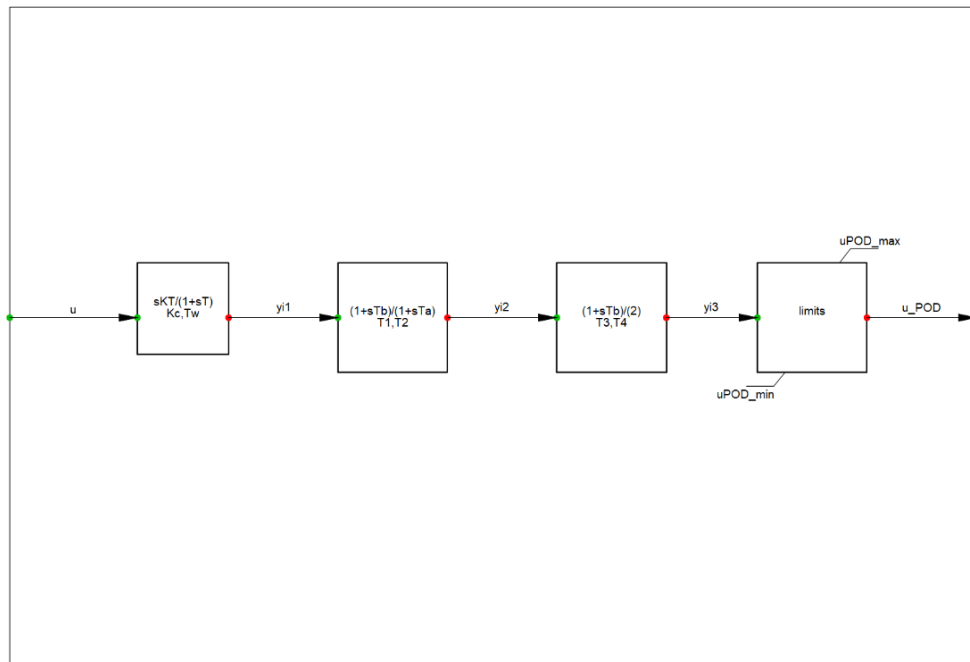 uPOD_max
sKT/(1+sT)
Kc,Tw
(1+sTb)/(1+sTa)
T1,T2
(1+sTb)/(2)
T3,T4
limits
u
yi1
yi2
yi3
u_POD
uPOD_min